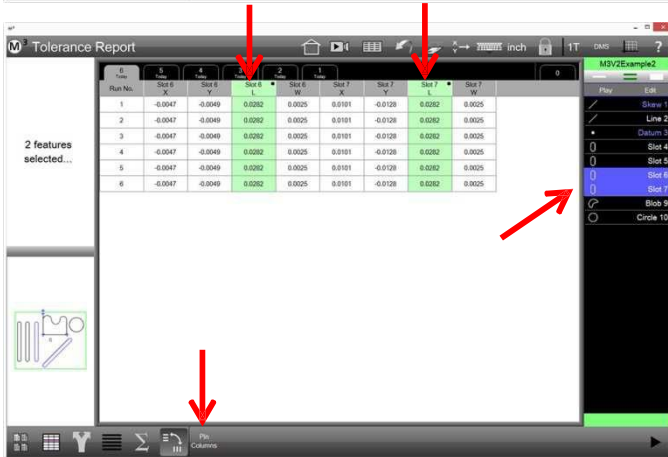 M³ Tolerance Report
inch 1T DMS ?
M3V2Example2
6 5 4 3 2 1 0
Today Today Today Today Today Today
Play Edit
Run No. Slot 6 X Slot 6 Y Slot 6 L Slot 6 W Slot 7 X Slot 7 Y Slot 7 L Slot 7 W
1 -0.0047 -0.0049 0.0282 0.0025 0.0101 -0.0128 0.0282 0.0025
2 -0.0047 -0.0049 0.0282 0.0025 0.0101 -0.0128 0.0282 0.0025
3 -0.0047 -0.0049 0.0282 0.0025 0.0101 -0.0128 0.0282 0.0025
4 -0.0047 -0.0049 0.0282 0.0025 0.0101 -0.0128 0.0282 0.0025
5 -0.0047 -0.0049 0.0282 0.0025 0.0101 -0.0128 0.0282 0.0025
6 -0.0047 -0.0049 0.0282 0.0025 0.0101 -0.0128 0.0282 0.0025
2 features
selected...
Skew 1
Line 2
Datum 3
Slot 4
Slot 5
Slot 6
Slot 7
Blob 9
Circle 10
Pin
Columns